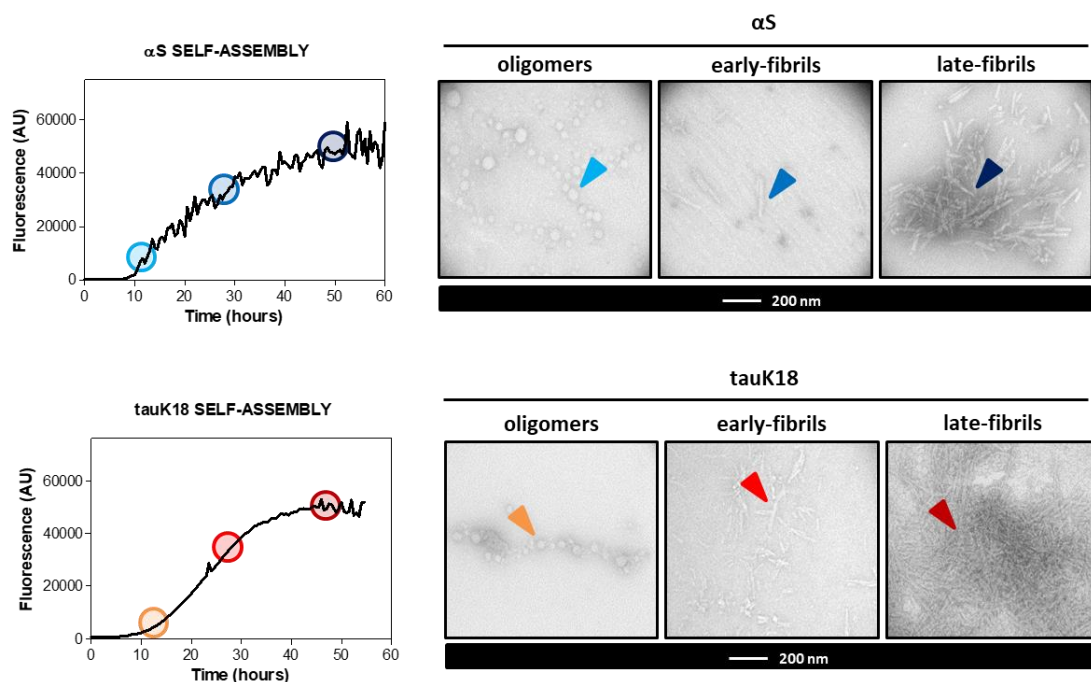 αS SELF-ASSEMBLY
Fluorescence (AU)
60000
40000
20000
0
0 10 20 30 40 50 60
Time (hours)
αS
oligomers early-fibrils late-fibrils
200 nm
tauK18 SELF-ASSEMBLY
Fluorescence (AU)
60000
40000
20000
0
0 10 20 30 40 50 60
Time (hours)
tauK18
oligomers early-fibrils late-fibrils
200 nm